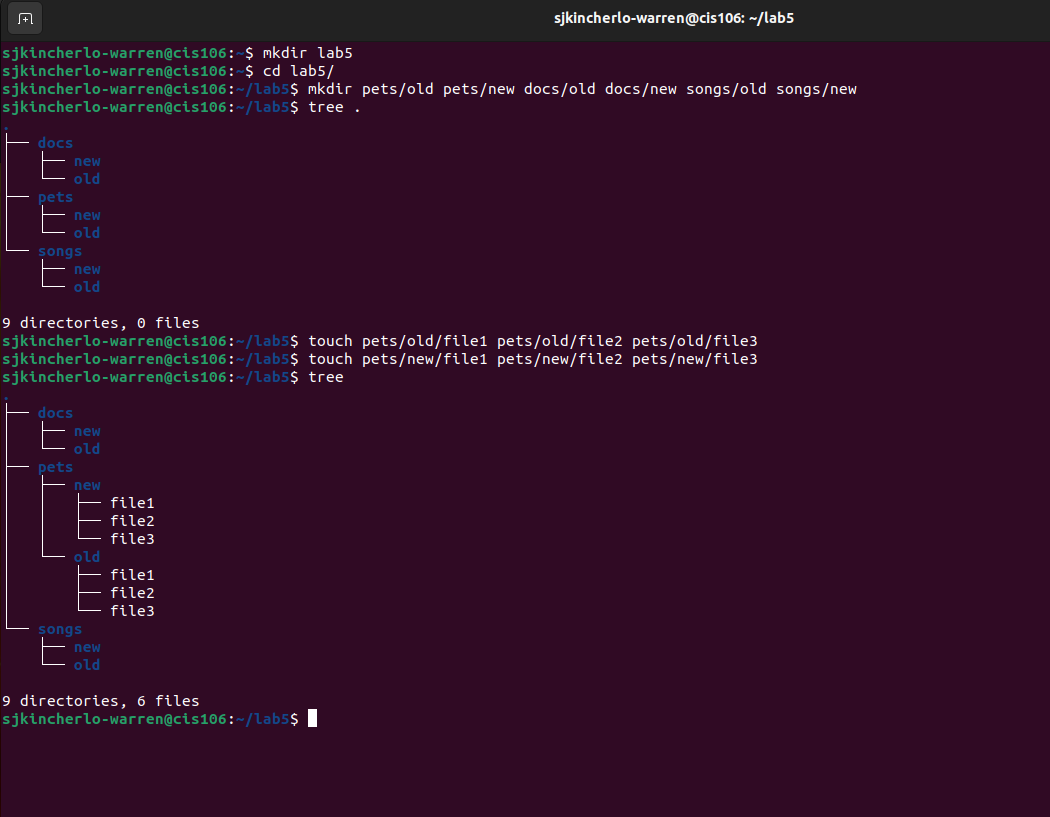 sjkincherlo-warren@cis106: ~/lab5
sjkincherlo-warren@cis106:~$ mkdir lab5
sjkincherlo-warren@cis106:~$ cd lab5/
sjkincherlo-warren@cis106:~/lab5$ mkdir pets/old pets/new docs/old docs/new songs/old songs/new
sjkincherlo-warren@cis106:~/lab5$ tree .
.
├── docs
│   ├── new
│   └── old
├── pets
│   ├── new
│   └── old
└── songs
    ├── new
    └── old
9 directories, 0 files
sjkincherlo-warren@cis106:~/lab5$ touch pets/old/file1 pets/old/file2 pets/old/file3
sjkincherlo-warren@cis106:~/lab5$ touch pets/new/file1 pets/new/file2 pets/new/file3
sjkincherlo-warren@cis106:~/lab5$ tree
.
├── docs
│   ├── new
│   └── old
├── pets
│   ├── new
│   │   ├── file1
│   │   ├── file2
│   │   └── file3
│   └── old
│       ├── file1
│       ├── file2
│       └── file3
└── songs
    ├── new
    └── old
9 directories, 6 files
sjkincherlo-warren@cis106:~/lab5$